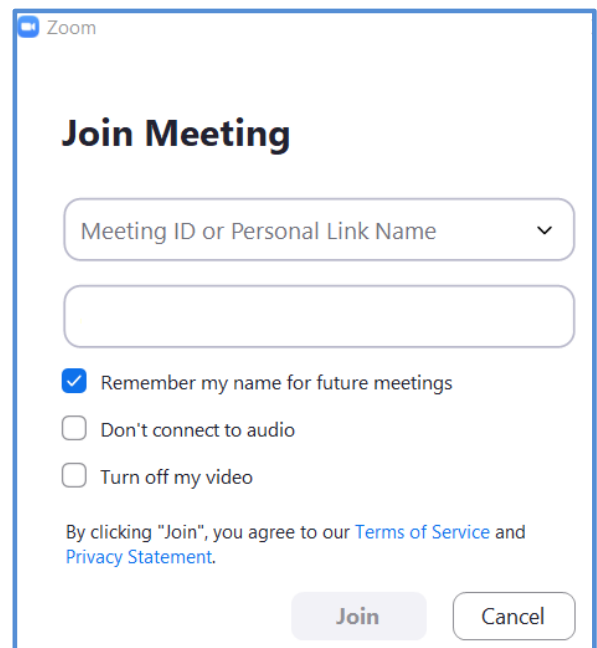 Zoom
Join Meeting
Meeting ID or Personal Link Name
Remember my name for future meetings
Don't connect to audio
Turn off my video
By clicking "Join", you agree to our Terms of Service and
Privacy Statement.
Join Cancel